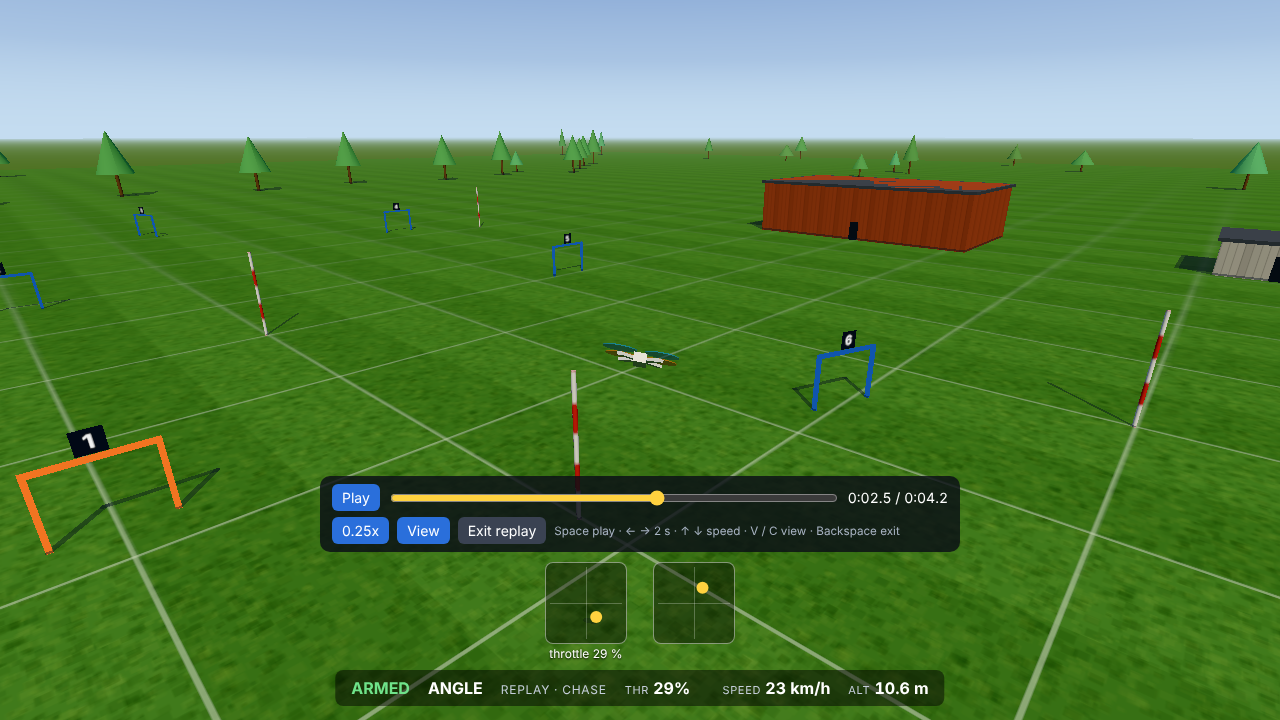 6
1
Play
0:02.5 / 0:04.2
0.25x
View
Exit replay
Space play · ← → 2 s · ↑ ↓ speed · V / C view · Backspace exit
throttle 29 %
ARMED ANGLE REPLAY · CHASE THR 29% SPEED 23 km/h ALT 10.6 m